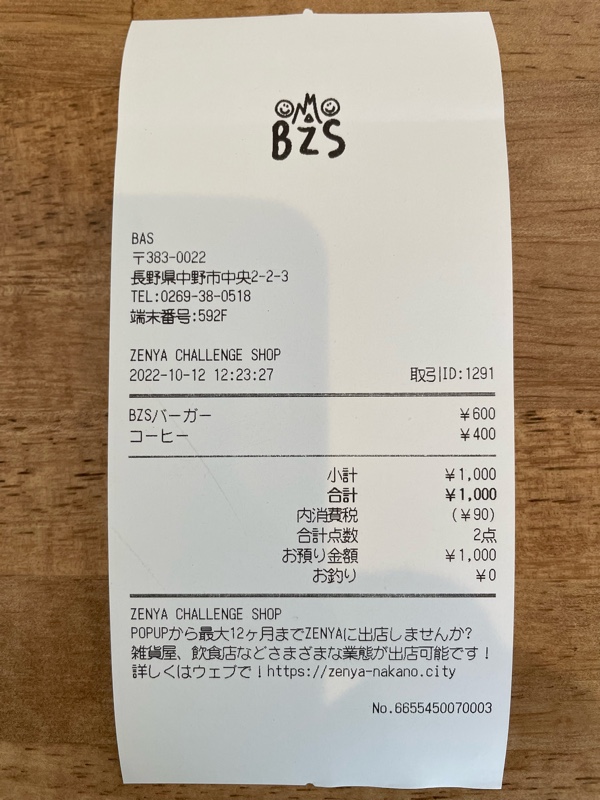 BZS
BAS
〒383-0022
長野県中野市中央2-2-3
TEL:0269-38-0518
端末番号:592F
ZENYA CHALLENGE SHOP
2022-10-12 12:23:27 取引ID:1291
BZSバーガー ¥600
コーヒー ¥400
小計 ¥1,000
合計 ¥1,000
内消費税 (¥90)
合計点数 2点
お預り金額 ¥1,000
お釣り ¥0
ZENYA CHALLENGE SHOP
POPUPから最大12ヶ月までZENYAに出店しませんか?
雑貨屋、飲食店などさまざまな業態が出店可能です！
詳しくはウェブで！https://zenya-nakano.city
No.6655450070003